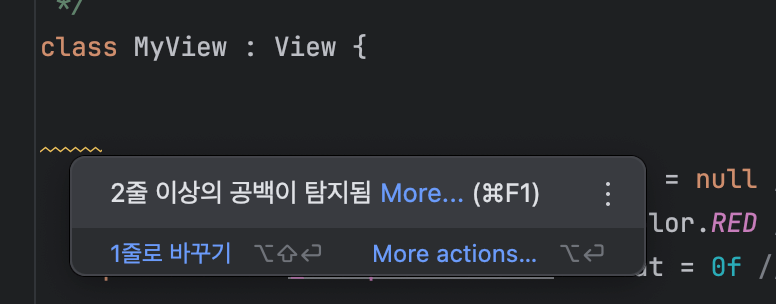 */
class MyView : View {
2줄 이상의 공백이 탐지됨 More... (⌘F1) ⋮
= null /
lor.RED /
1줄로 바꾸기 ⌥⇧⏎ More actions... ⌥⏎
at = 0f //